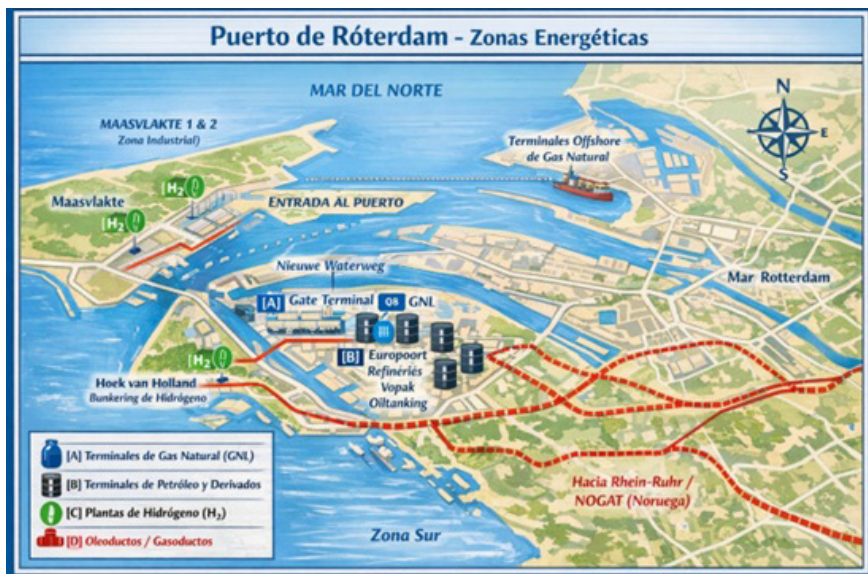 Puerto de Róterdam - Zonas Energéticas
MAR DEL NORTE
N
E
S
MAASVLAKTE 1 & 2
Zona Industrial)
Terminales Offshore
de Gas Natural
[H₂
Maasvlakte
H₂
ENTRADA AL PUERTO
Nieuwe Waterweg
Mar Rotterdam
[A] Gate Terminal
Q8
GNL
[H₂
[B] Europoort
Refineriés
Vopak
Oiltanking
Hoek van Holland
Bunkering de Hidrógeno
[A] Terminales de Gas Natural (GNL)
B
[B] Terminales de Petróleo y Derivados
[C] Plantas de Hidrógeno (H₂)
[D] Oleoductos / Gasoductos
Hacia Rhein-Ruhr /
NOGAT (Noruega)
Zona Sur